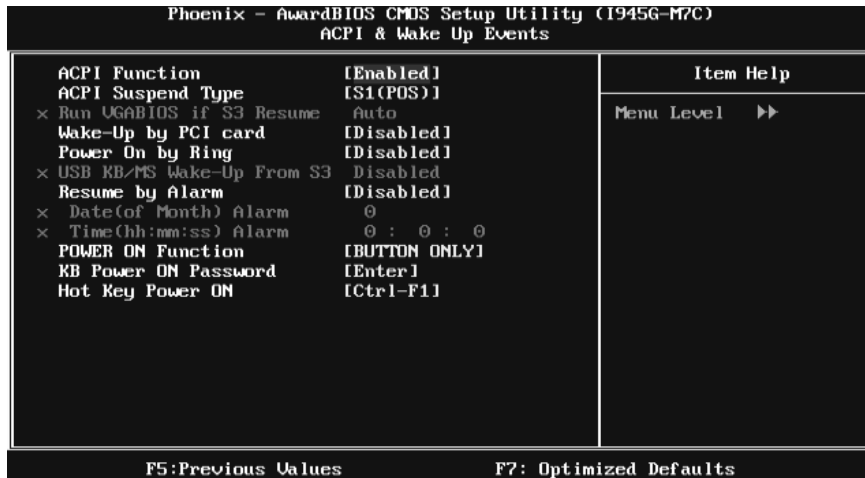 Phoenix - AwardBIOS CMOS Setup Utility (I945G-M7C)
ACPI & Wake Up Events
ACPI Function [Enabled]
ACPI Suspend Type [S1(POS)]
x Run VGABIOS if S3 Resume Auto
Wake-Up by PCI card [Disabled]
Power On by Ring [Disabled]
x USB KB/MS Wake-Up From S3 Disabled
Resume by Alarm [Disabled]
x Date(of Month) Alarm 0
x Time(hh:mm:ss) Alarm 0 : 0 : 0
POWER ON Function [BUTTON ONLY]
KB Power ON Password [Enter]
Hot Key Power ON [Ctrl-F1]
Item Help
Menu Level ▶▶
F5:Previous Values F7: Optimized Defaults